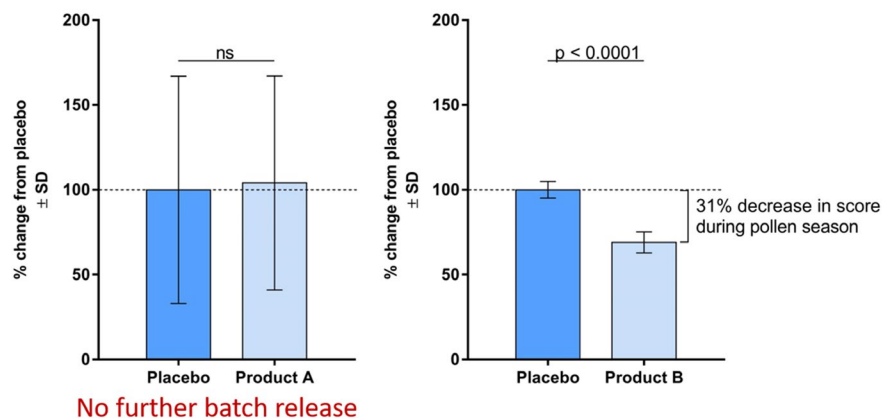 % change from placebo
± SD
200
150
100
50
0
ns
Placebo
Product A
No further batch release
% change from placebo
± SD
200
150
100
50
0
p < 0.0001
Placebo
Product B
31% decrease in score
during pollen season